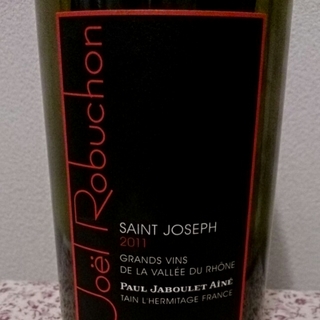 Joël Robuchon
SAINT JOSEPH
2011
GRANDS VINS
DE LA VALLÉE DU RHÔNE
PAUL JABOULET AÎNÉ
TAIN L'HERMITAGE FRANCE